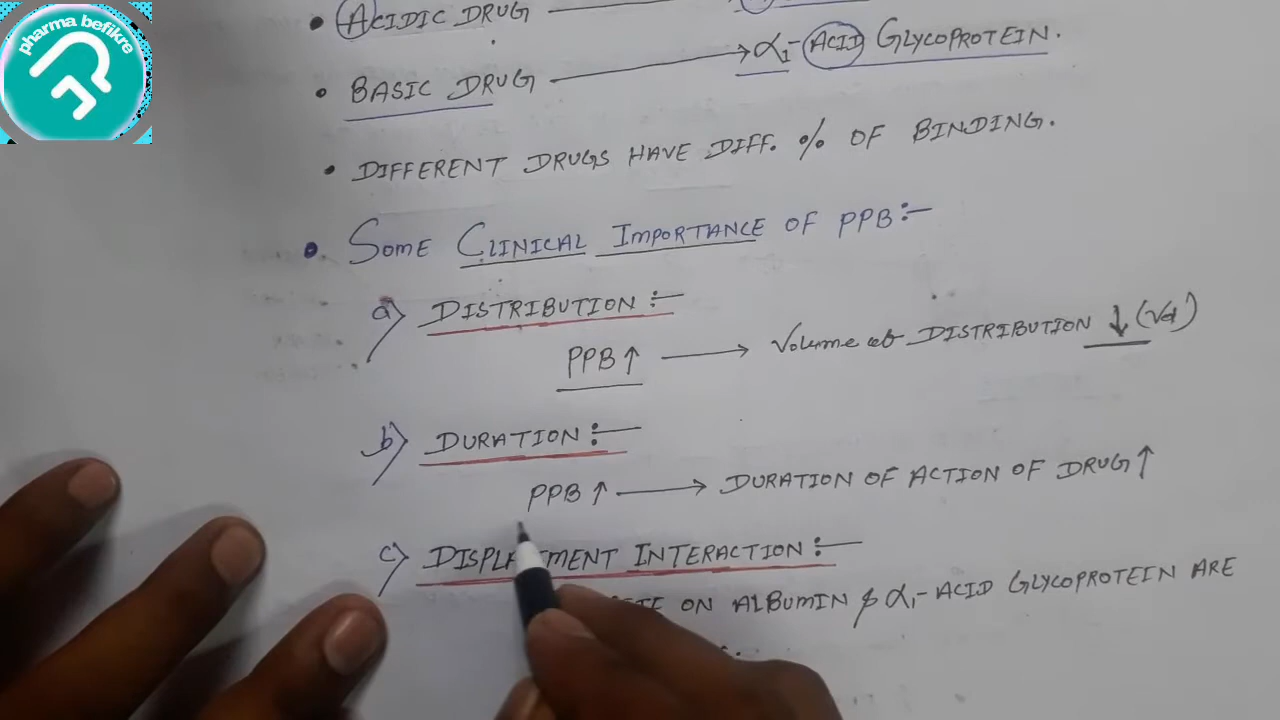 pharma befikre
• ACIDIC DRUG →
• BASIC DRUG → α₁-ACID GLYCOPROTEIN.
• DIFFERENT DRUGS HAVE DIFF. % OF BINDING.
• SOME CLINICAL IMPORTANCE OF PPB:-
a) DISTRIBUTION :-
PPB↑ → Volume of DISTRIBUTION ↓ (Vd)
b) DURATION :-
PPB↑ → DURATION OF ACTION OF DRUG↑
c) INTERACTION :-
ON ALBUMIN & α₁-ACID GLYCOPROTEIN ARE